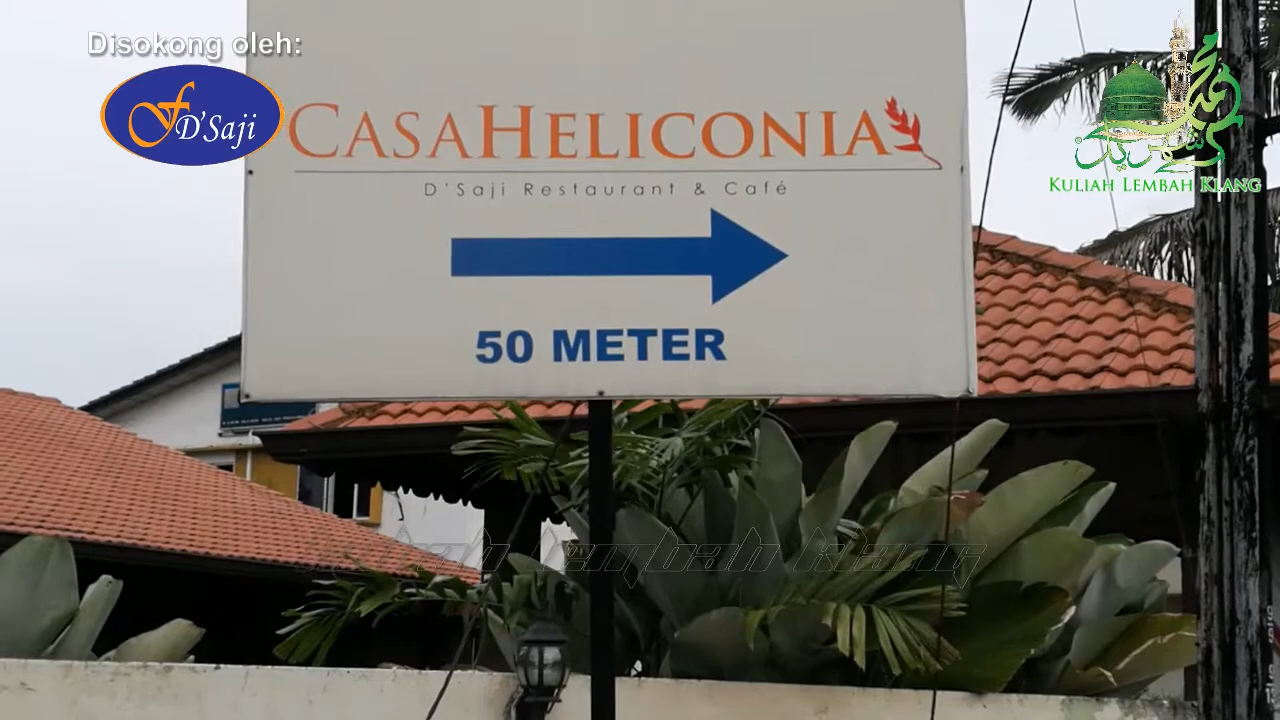 Disokong oleh:
D'Saji
CASAHELICONIA
D'Saji Restaurant & Café
50 METER
KULIAH LEMBAH KLANG